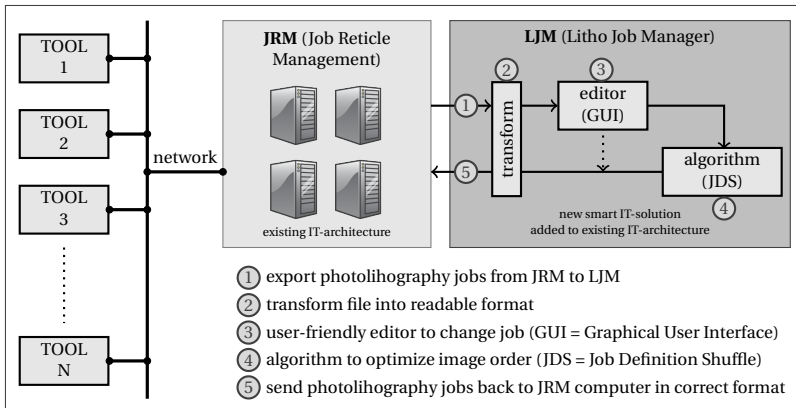 TOOL
1
TOOL
2
TOOL
3
TOOL
N
network
JRM (Job Reticle
Management)
existing IT-architecture
LJM (Litho Job Manager)
1
2
transform
3
editor
(GUI)
algorithm
(JDS)
4
5
new smart IT-solution
added to existing IT-architecture
1 export photolihography jobs from JRM to LJM
2 transform file into readable format
3 user-friendly editor to change job (GUI = Graphical User Interface)
4 algorithm to optimize image order (JDS = Job Definition Shuffle)
5 send photolihography jobs back to JRM computer in correct format